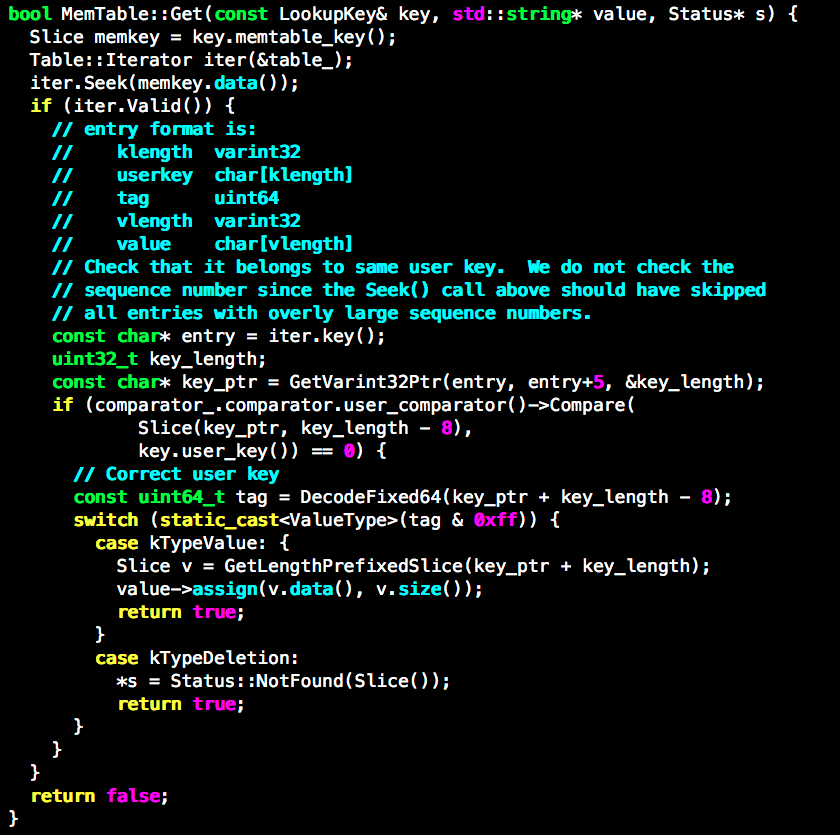 bool MemTable::Get(const LookupKey& key, std::string* value, Status* s) {
  Slice memkey = key.memtable_key();
  Table::Iterator iter(&table_);
  iter.Seek(memkey.data());
  if (iter.Valid()) {
    // entry format is:
    //    klength  varint32
    //    userkey  char[klength]
    //    tag      uint64
    //    vlength  varint32
    //    value    char[vlength]
    // Check that it belongs to same user key.  We do not check the
    // sequence number since the Seek() call above should have skipped
    // all entries with overly large sequence numbers.
    const char* entry = iter.key();
    uint32_t key_length;
    const char* key_ptr = GetVarint32Ptr(entry, entry+5, &key_length);
    if (comparator_.comparator.user_comparator()->Compare(
            Slice(key_ptr, key_length - 8),
            key.user_key()) == 0) {
      // Correct user key
      const uint64_t tag = DecodeFixed64(key_ptr + key_length - 8);
      switch (static_cast<ValueType>(tag & 0xff)) {
        case kTypeValue: {
          Slice v = GetLengthPrefixedSlice(key_ptr + key_length);
          value->assign(v.data(), v.size());
          return true;
        }
        case kTypeDeletion:
          *s = Status::NotFound(Slice());
          return true;
      }
    }
  }
  return false;
}